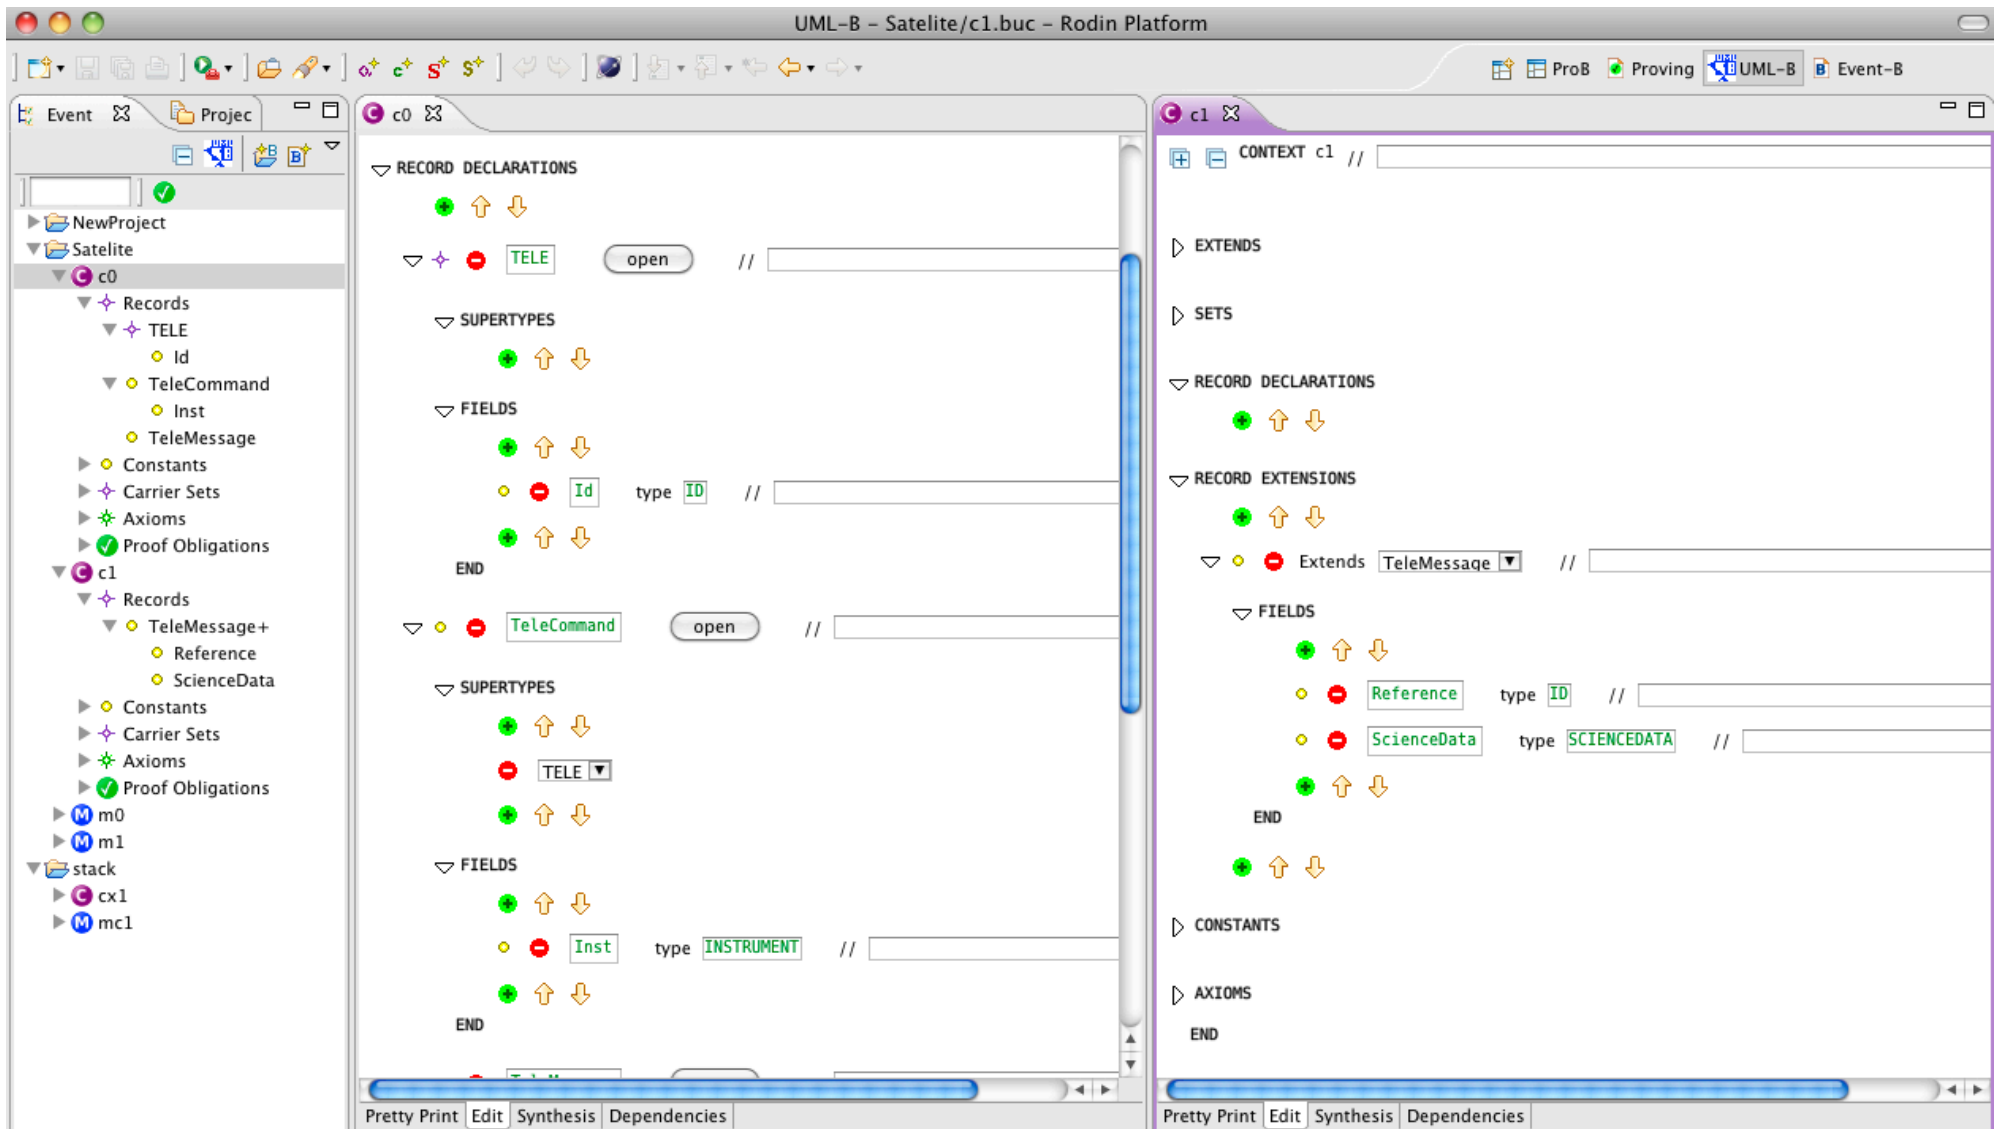 UML-B - Satelite/c1.buc - Rodin Platform
ProB Proving UML-B Event-B
Event Projec
NewProject
Satelite
c0
Records
TELE
Id
TeleCommand
Inst
TeleMessage
Constants
Carrier Sets
Axioms
Proof Obligations
c1
Records
TeleMessage+
Reference
ScienceData
Constants
Carrier Sets
Axioms
Proof Obligations
m0
m1
stack
cx1
mc1
c0
RECORD DECLARATIONS
TELE open //
SUPERTYPES
FIELDS
Id type ID //
END
TeleCommand open //
SUPERTYPES
TELE
FIELDS
Inst type INSTRUMENT //
END
Pretty Print Edit Synthesis Dependencies
c1
CONTEXT c1 //
EXTENDS
SETS
RECORD DECLARATIONS
RECORD EXTENSIONS
Extends TeleMessage //
FIELDS
Reference type ID //
ScienceData type SCIENCEDATA //
END
CONSTANTS
AXIOMS
END
Pretty Print Edit Synthesis Dependencies